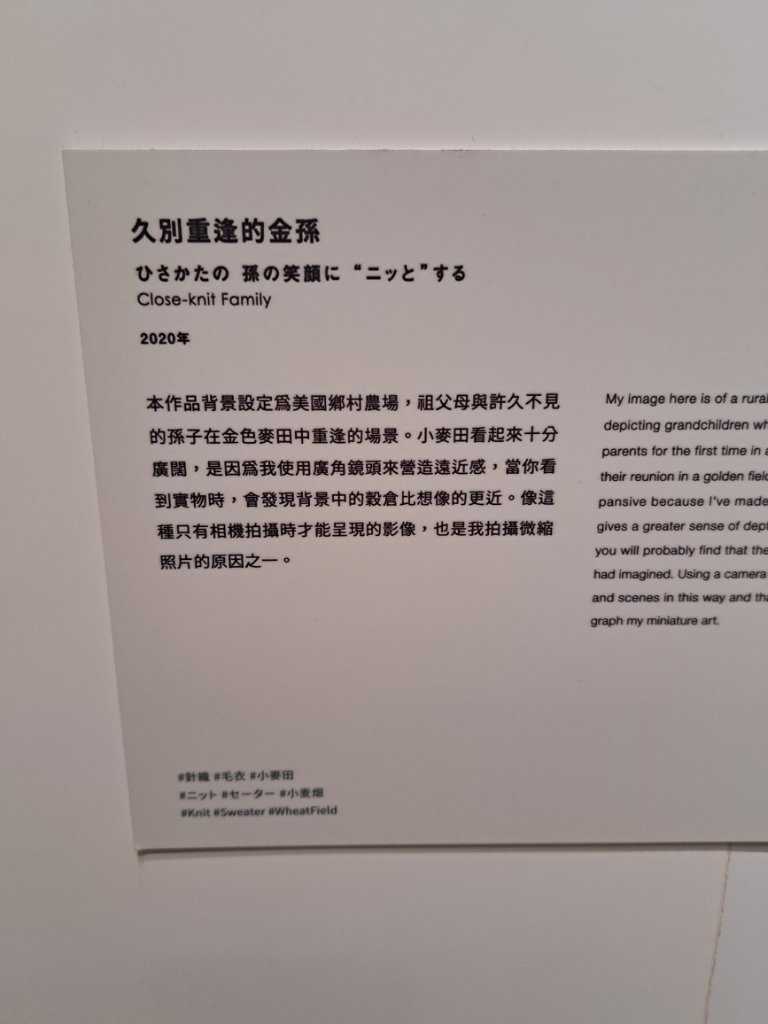 久別重逢的金孫
ひさかたの 孫の笑顔に “ニッと”する
Close-knit Family
2020年
本作品背景設定爲美國鄉村農場，祖父母與許久不見
的孫子在金色麥田中重逢的場景。小麥田看起來十分
廣闊，是因爲我使用廣角鏡頭來營造遠近感，當你看
到實物時，會發現背景中的穀倉比想像的更近。像這
種只有相機拍攝時才能呈現的影像，也是我拍攝微縮
照片的原因之一。
My image here is of a rural
depicting grandchildren wh
parents for the first time in a
their reunion in a golden field
pansive because I’ve made
gives a greater sense of dept
you will probably find that the
had imagined. Using a camera
and scenes in this way and tha
graph my miniature art.
#針織 #毛衣 #小麥田
#ニット #セーター #小麦畑
#Knit #Sweater #WheatField